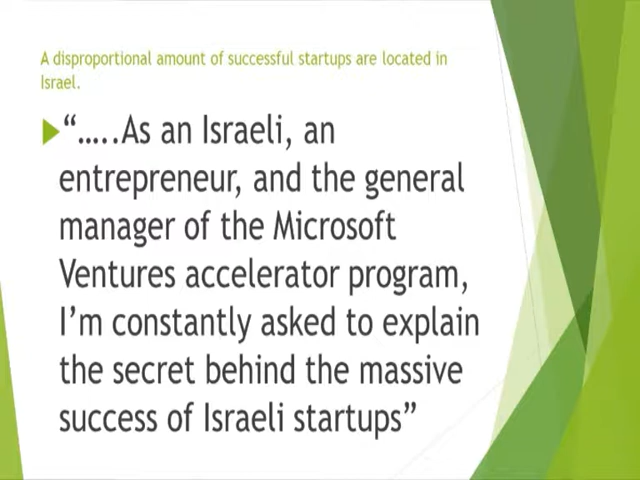 A disproportional amount of successful startups are located in
Israel.
“…..As an Israeli, an
entrepreneur, and the general
manager of the Microsoft
Ventures accelerator program,
I’m constantly asked to explain
the secret behind the massive
success of Israeli startups”